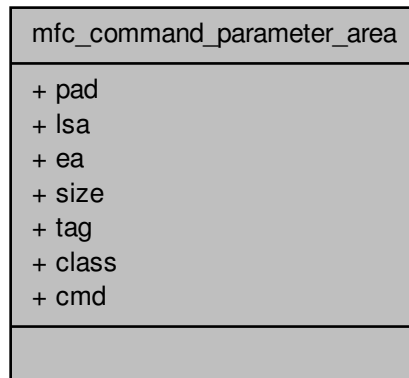 mfc_command_parameter_area
+ pad
+ lsa
+ ea
+ size
+ tag
+ class
+ cmd